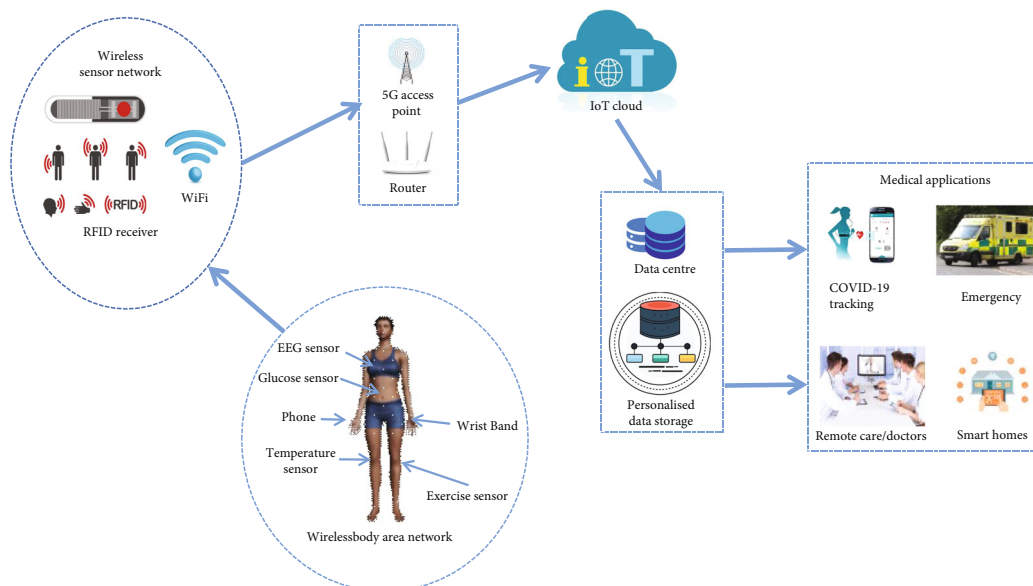 Wireless
sensor network
WiFi
((RFID))
RFID receiver
5G access
point
Router
iOT
IoT cloud
Data centre
Personalised
data storage
Medical applications
COVID-19
tracking
Emergency
Remote care/doctors
Smart homes
EEG sensor
Glucose sensor
Phone
Wrist Band
Temperature
sensor
Exercise sensor
Wirelessbody area network